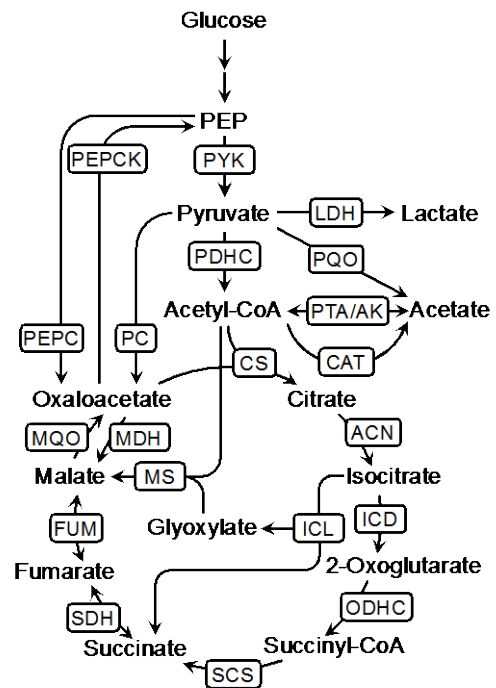 Glucose
PEP
PEPCK
PYK
Pyruvate
LDH
Lactate
PDHC
PQO
Acetyl-CoA
PTA/AK
Acetate
PEPC
PC
CS
CAT
Oxaloacetate
Citrate
MQO
MDH
ACN
Malate
MS
Isocitrate
Glyoxylate
ICL
ICD
FUM
Fumarate
2-Oxoglutarate
SDH
ODHC
Succinate
Succinyl-CoA
SCS